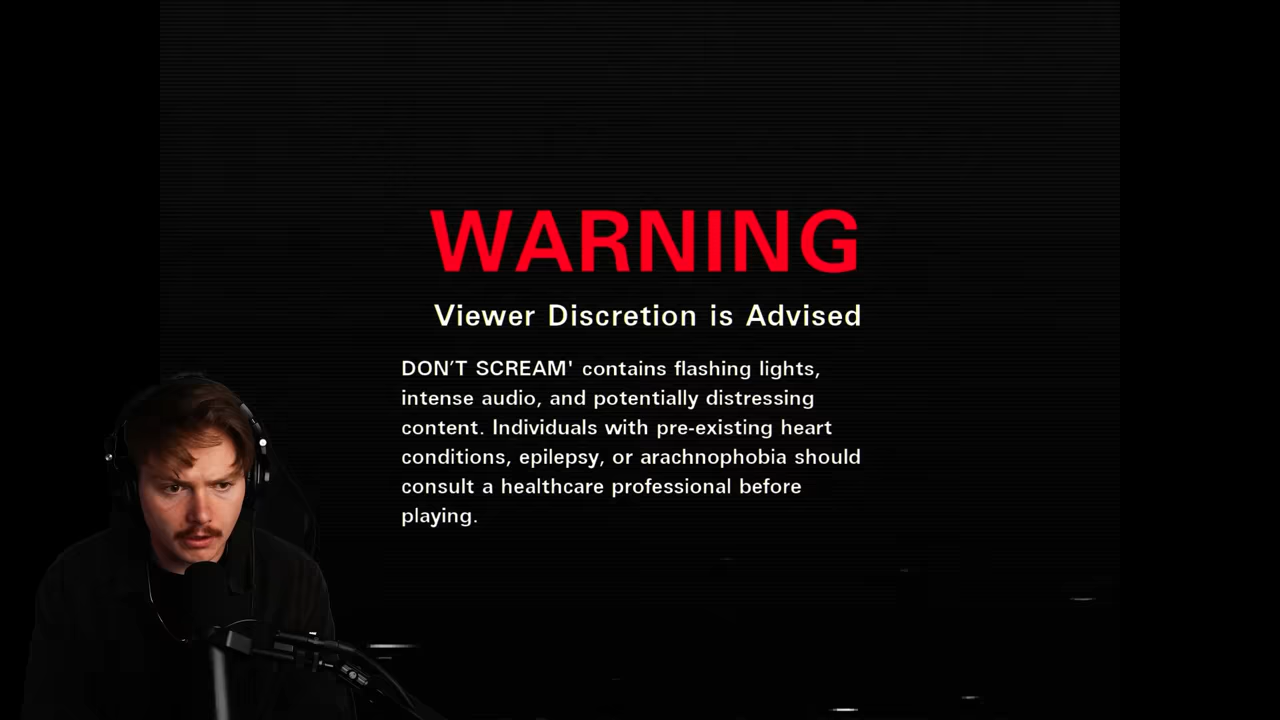 WARNING
Viewer Discretion is Advised
DON'T SCREAM' contains flashing lights,
intense audio, and potentially distressing
content. Individuals with pre-existing heart
conditions, epilepsy, or arachnophobia should
consult a healthcare professional before
playing.